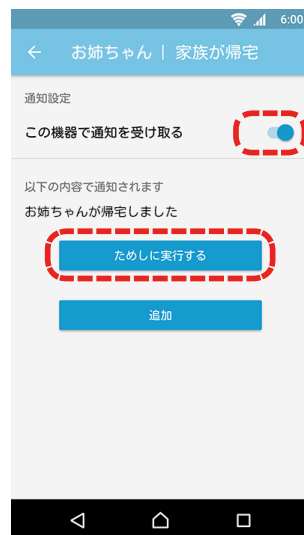 6:00
お姉ちゃん | 家族が帰宅
通知設定
この機器で通知を受け取る
以下の内容で通知されます
お姉ちゃんが帰宅しました
ためしに実行する
追加